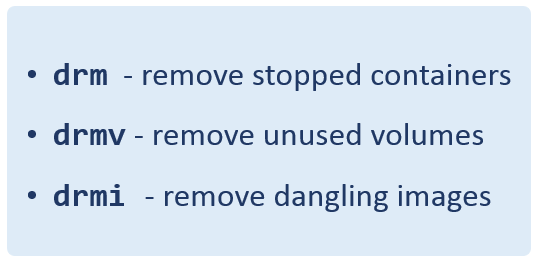 • drm - remove stopped containers
• drmv - remove unused volumes
• drmi - remove dangling images